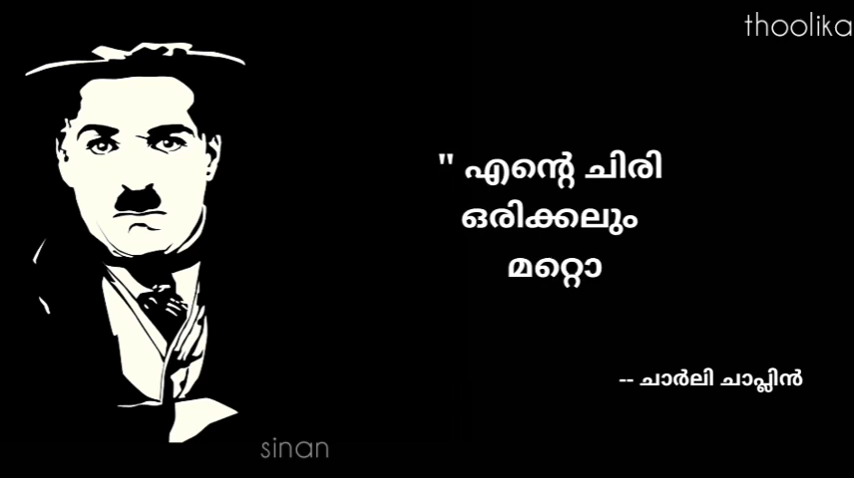 thoolika
" എന്റെ ചിരി
ഒരിക്കലും
മറ്റൊ
-- ചാർലി ചാപ്ലിൻ
sinan